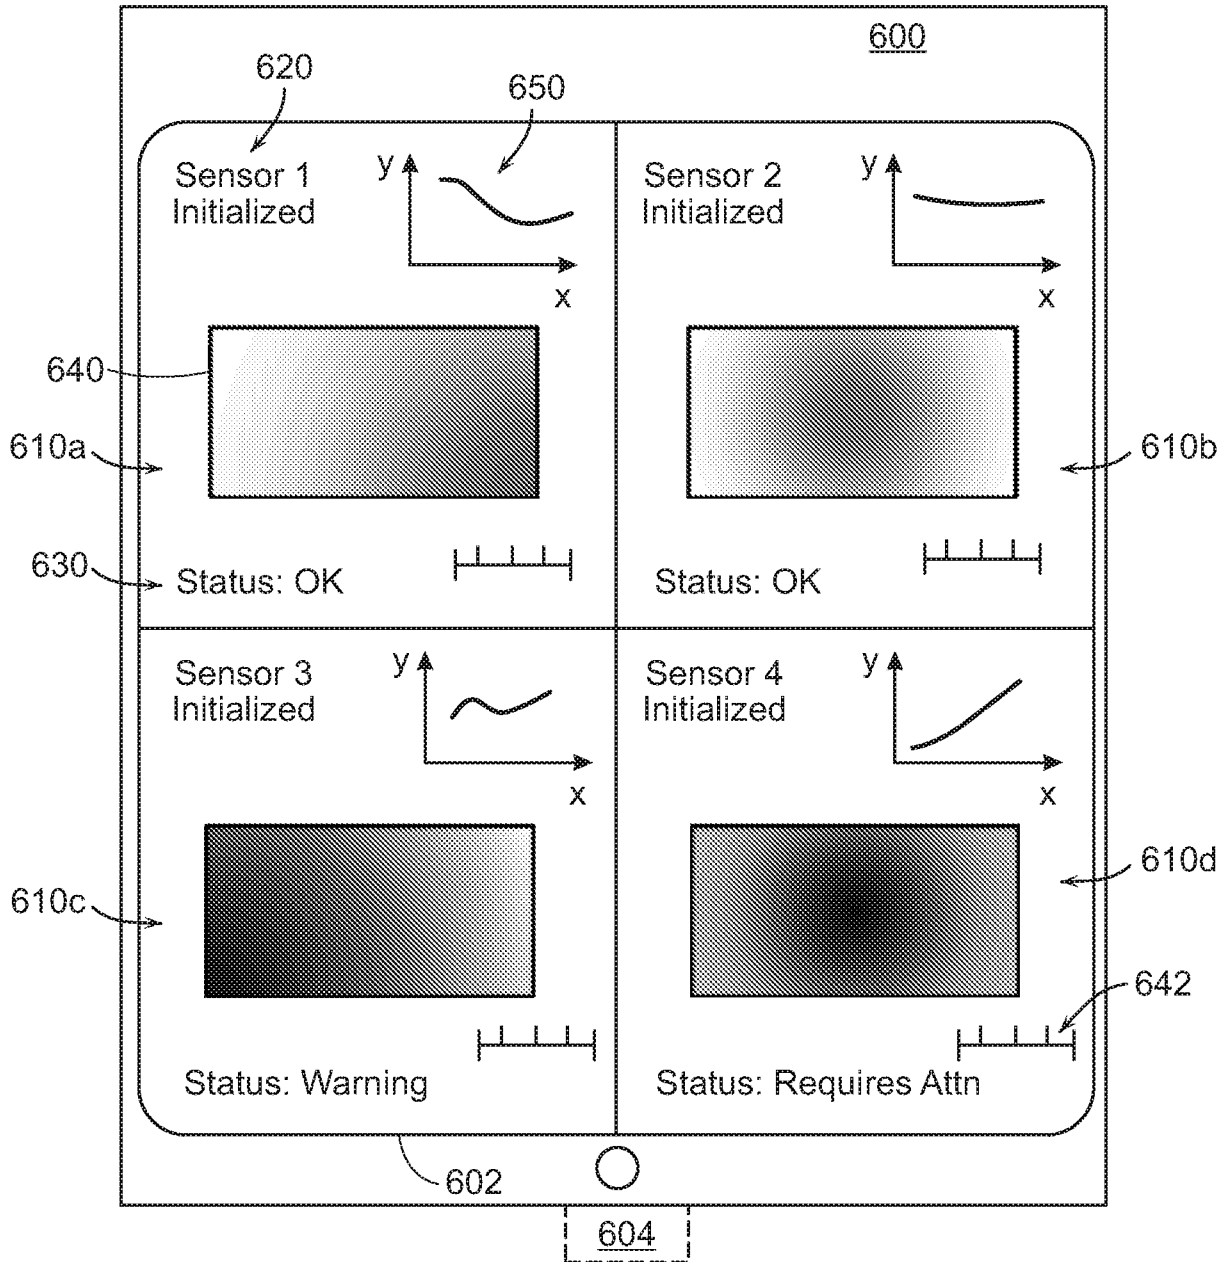 600
620
650
Sensor 1
Initialized
y
x
Sensor 2
Initialized
y
x
640
610a
610b
630
Status: OK
Status: OK
Sensor 3
Initialized
y
x
Sensor 4
Initialized
y
x
610c
610d
642
Status: Warning
Status: Requires Attn
602
604